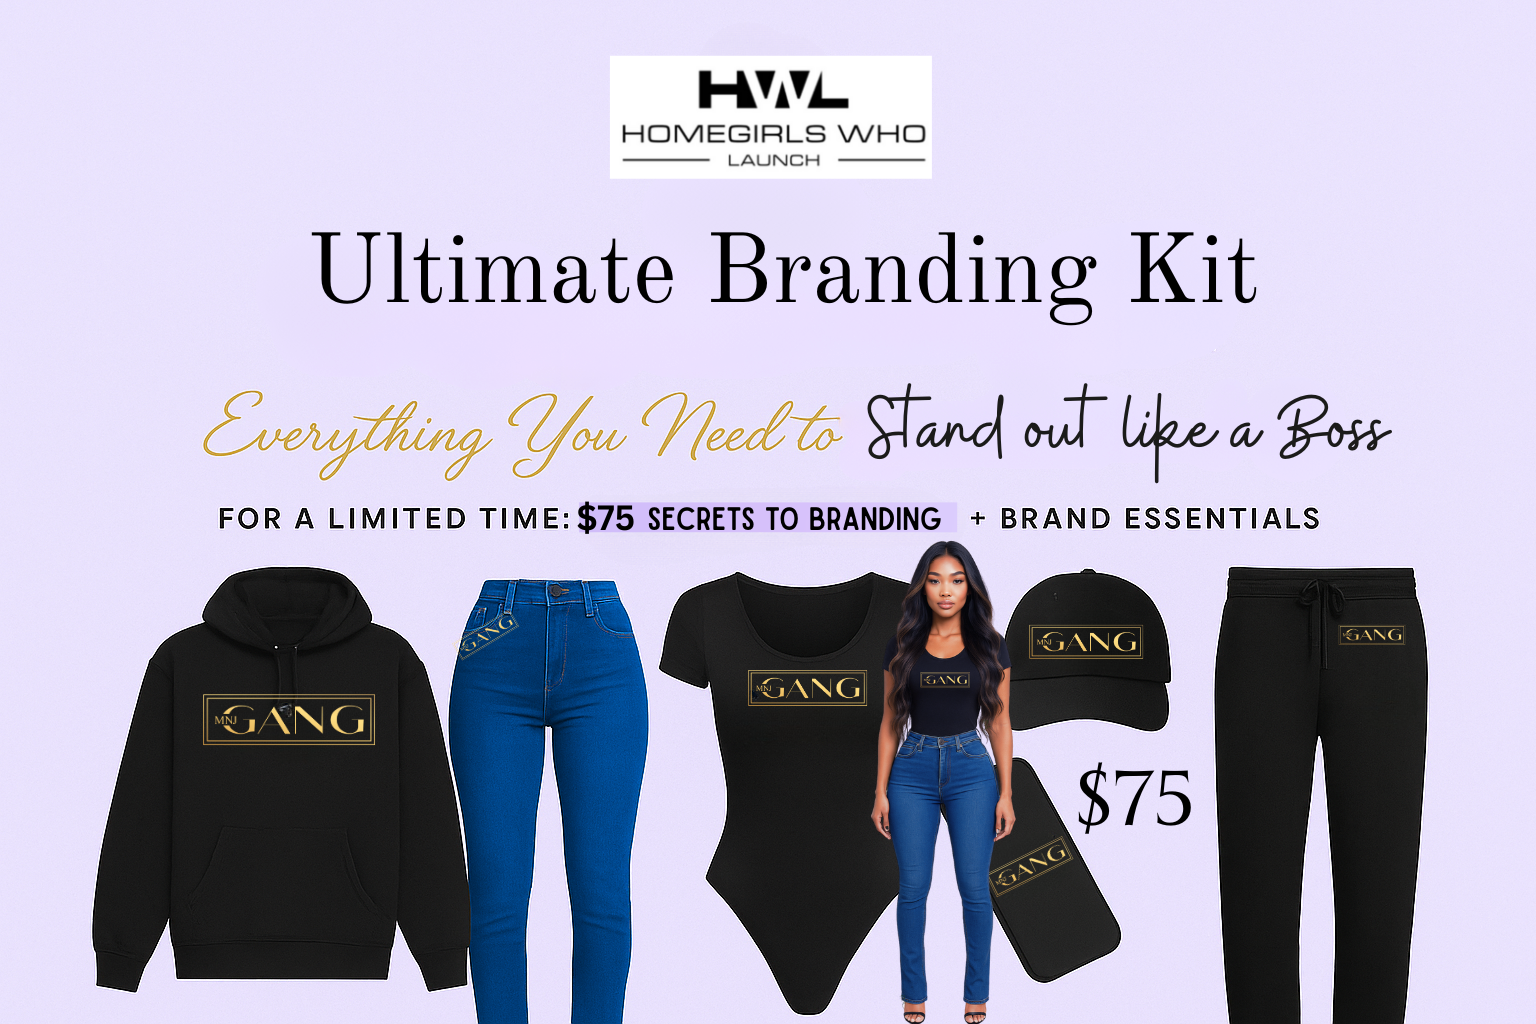 HWL
HOMEGIRLS WHO
LAUNCH
Ultimate Branding Kit
Everything You Need to Stand out like a Boss
FOR A LIMITED TIME: $75 SECRETS TO BRANDING + BRAND ESSENTIALS
MNJ GANG
GANG
MNJ GANG
GANG
MNJ GANG
GANG
$75
MNJ GANG